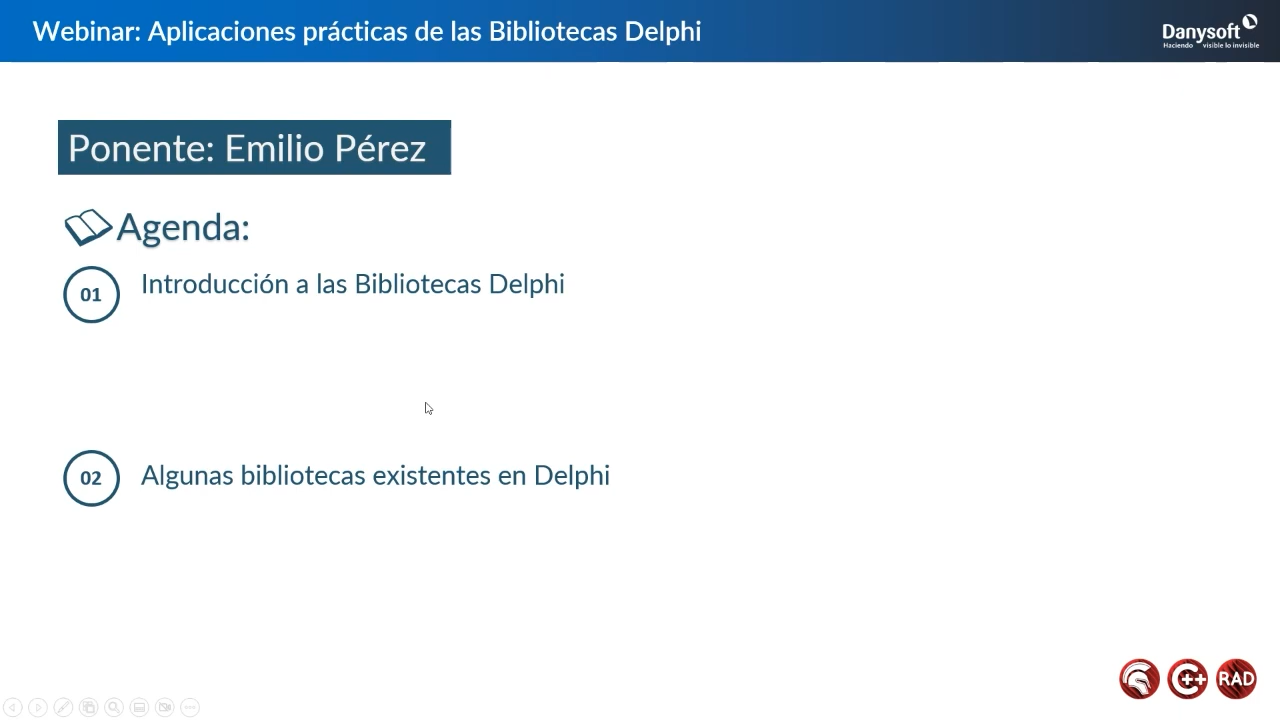 Webinar: Aplicaciones prácticas de las Bibliotecas Delphi
Danysoft
Haciendo visible lo invisible
Ponente: Emilio Pérez
Agenda:
01 Introducción a las Bibliotecas Delphi
02 Algunas bibliotecas existentes en Delphi
C++ RAD